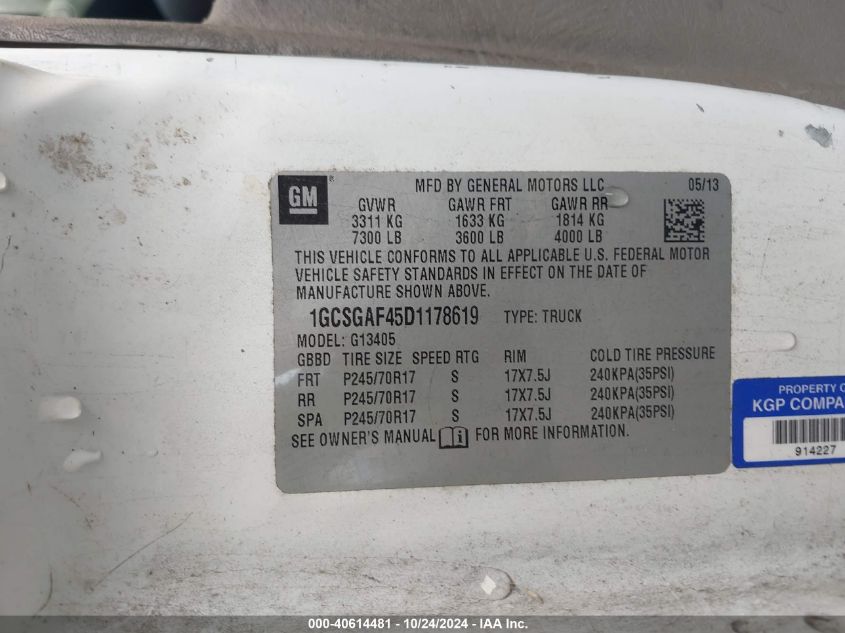 GM
MFD BY GENERAL MOTORS LLC 05/13
GVWR GAWR FRT GAWR RR
3311 KG 1633 KG 1814 KG
7300 LB 3600 LB 4000 LB
THIS VEHICLE CONFORMS TO ALL APPLICABLE U.S. FEDERAL MOTOR
VEHICLE SAFETY STANDARDS IN EFFECT ON THE DATE OF
MANUFACTURE SHOWN ABOVE.
1GCSGAF45D1178619 TYPE: TRUCK
MODEL: G13405
GBBD TIRE SIZE SPEED RTG RIM COLD TIRE PRESSURE
FRT P245/70R17 S 17X7.5J 240KPA(35PSI)
RR P245/70R17 S 17X7.5J 240KPA(35PSI)
SPA P245/70R17 S 17X7.5J 240KPA(35PSI)
SEE OWNER'S MANUAL FOR MORE INFORMATION.
PROPERTY O
KGP COMPA
914227
000-40614481 - 10/24/2024 - IAA Inc.